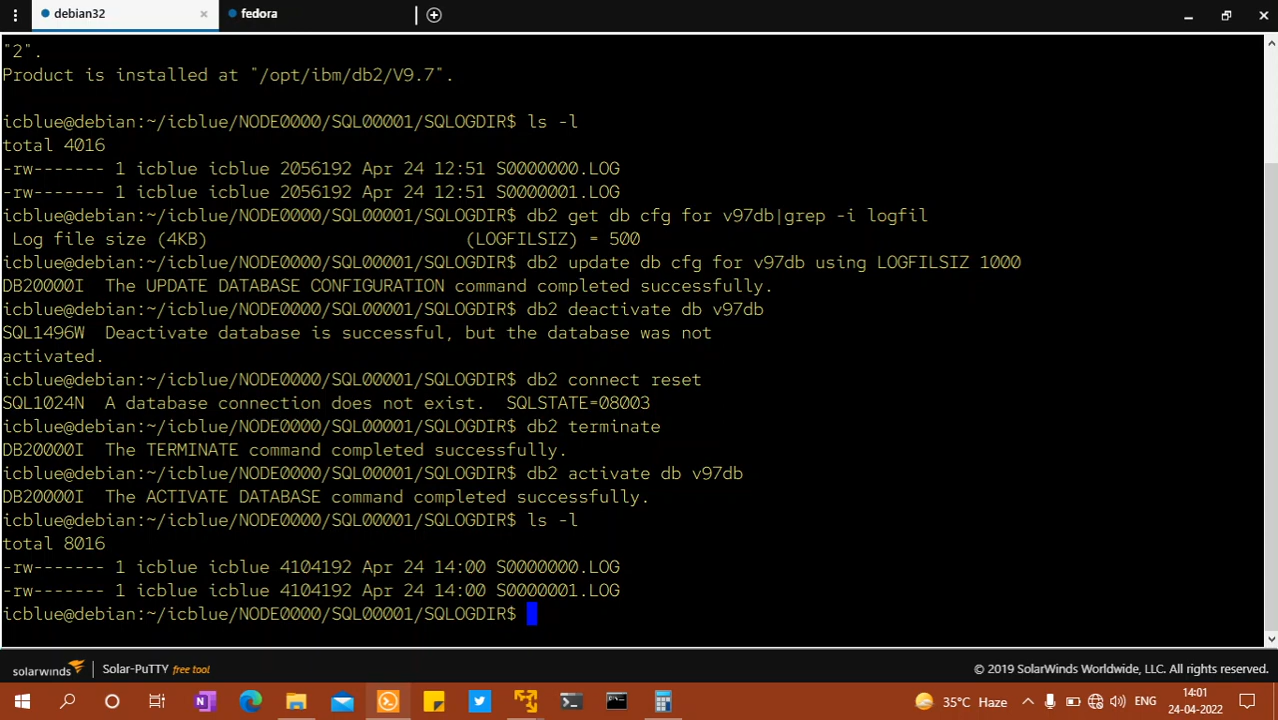 debian32
fedora
"2".
Product is installed at "/opt/ibm/db2/V9.7".
icblue@debian:~/icblue/NODE0000/SQL00001/SQLOGDIR$ ls -l
total 4016
-rw------- 1 icblue icblue 2056192 Apr 24 12:51 S0000000.LOG
-rw------- 1 icblue icblue 2056192 Apr 24 12:51 S0000001.LOG
icblue@debian:~/icblue/NODE0000/SQL00001/SQLOGDIR$ db2 get db cfg for v97db|grep -i logfil
Log file size (4KB) (LOGFILSIZ) = 500
icblue@debian:~/icblue/NODE0000/SQL00001/SQLOGDIR$ db2 update db cfg for v97db using LOGFILSIZ 1000
DB20000I The UPDATE DATABASE CONFIGURATION command completed successfully.
icblue@debian:~/icblue/NODE0000/SQL00001/SQLOGDIR$ db2 deactivate db v97db
SQL1496W Deactivate database is successful, but the database was not
activated.
icblue@debian:~/icblue/NODE0000/SQL00001/SQLOGDIR$ db2 connect reset
SQL1024N A database connection does not exist. SQLSTATE=08003
icblue@debian:~/icblue/NODE0000/SQL00001/SQLOGDIR$ db2 terminate
DB20000I The TERMINATE command completed successfully.
icblue@debian:~/icblue/NODE0000/SQL00001/SQLOGDIR$ db2 activate db v97db
DB20000I The ACTIVATE DATABASE command completed successfully.
icblue@debian:~/icblue/NODE0000/SQL00001/SQLOGDIR$ ls -l
total 8016
-rw------- 1 icblue icblue 4104192 Apr 24 14:00 S0000000.LOG
-rw------- 1 icblue icblue 4104192 Apr 24 14:00 S0000001.LOG
icblue@debian:~/icblue/NODE0000/SQL00001/SQLOGDIR$
solarwinds Solar-PuTTY free tool
© 2019 SolarWinds Worldwide, LLC. All rights reserved.
35°C Haze
ENG
14:01
24-04-2022